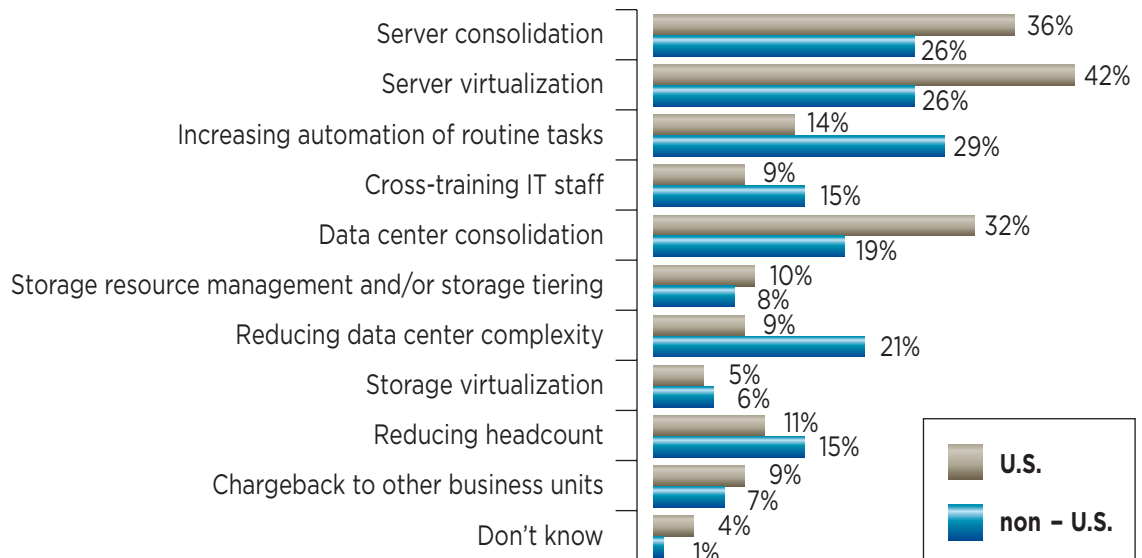 Server consolidation
36%
26%
Server virtualization
42%
26%
Increasing automation of routine tasks
14%
29%
Cross-training IT staff
9%
15%
Data center consolidation
32%
19%
Storage resource management and/or storage tiering
10%
8%
Reducing data center complexity
9%
21%
Storage virtualization
5%
6%
Reducing headcount
11%
15%
Chargeback to other business units
9%
7%
Don’t know
4%
1%
U.S.
non – U.S.